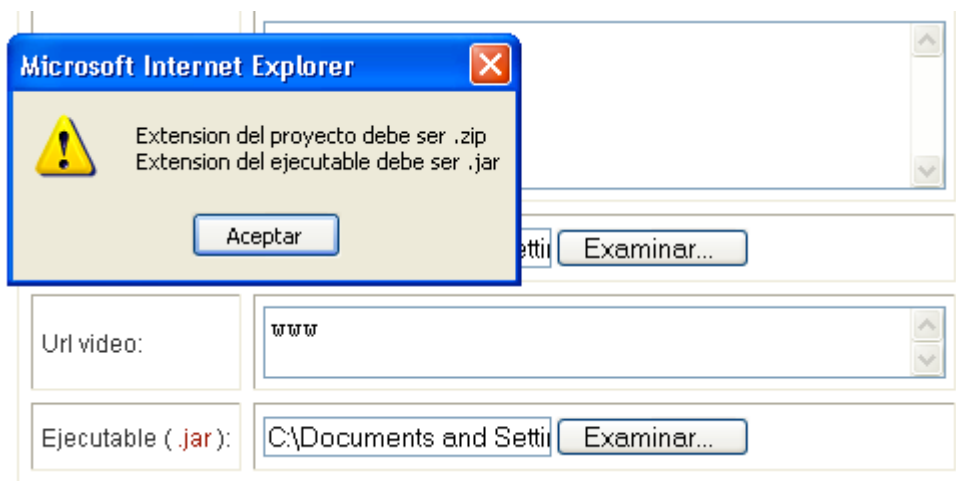 Microsoft Internet Explorer
Extension del proyecto debe ser .zip
Extension del ejecutable debe ser .jar
Aceptar
Examinar...
Url video:
www
Ejecutable ( .jar ):
C:\Documents and Settin
Examinar...